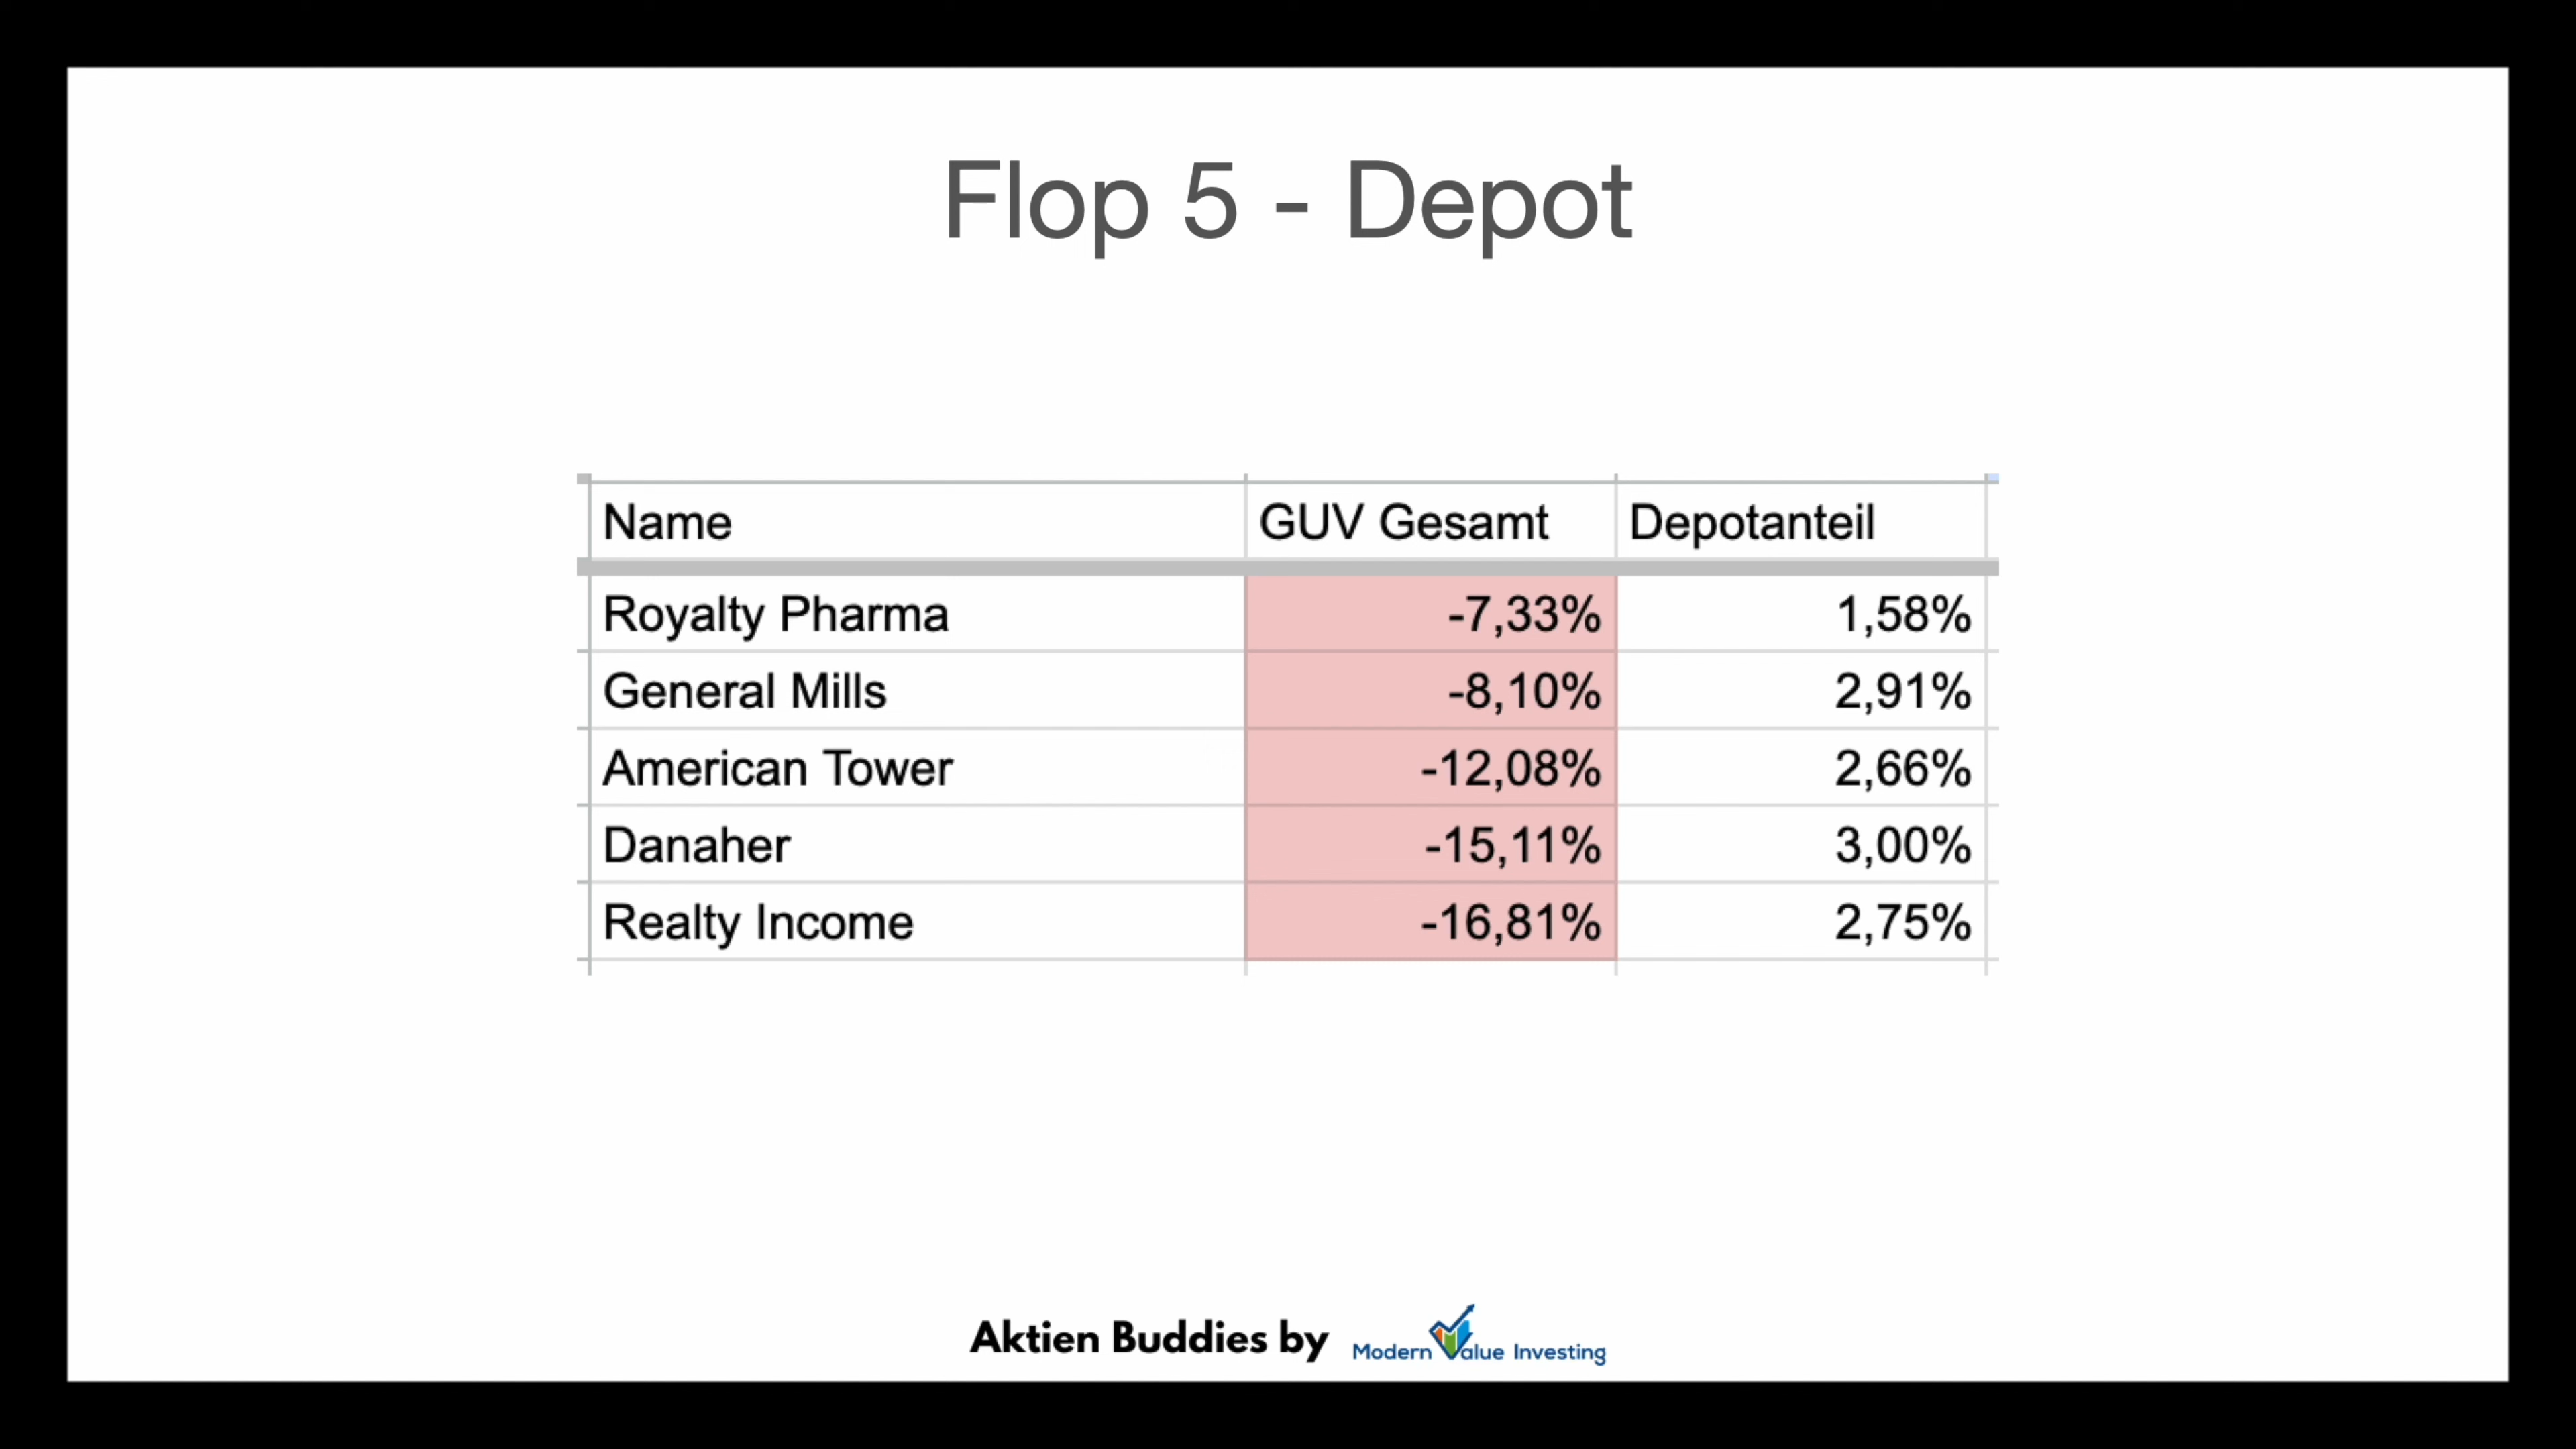 Flop 5 - Depot
Name GUV Gesamt Depotanteil
Royalty Pharma -7,33% 1,58%
General Mills -8,10% 2,91%
American Tower -12,08% 2,66%
Danaher -15,11% 3,00%
Realty Income -16,81% 2,75%
Aktien Buddies by Modern Value Investing